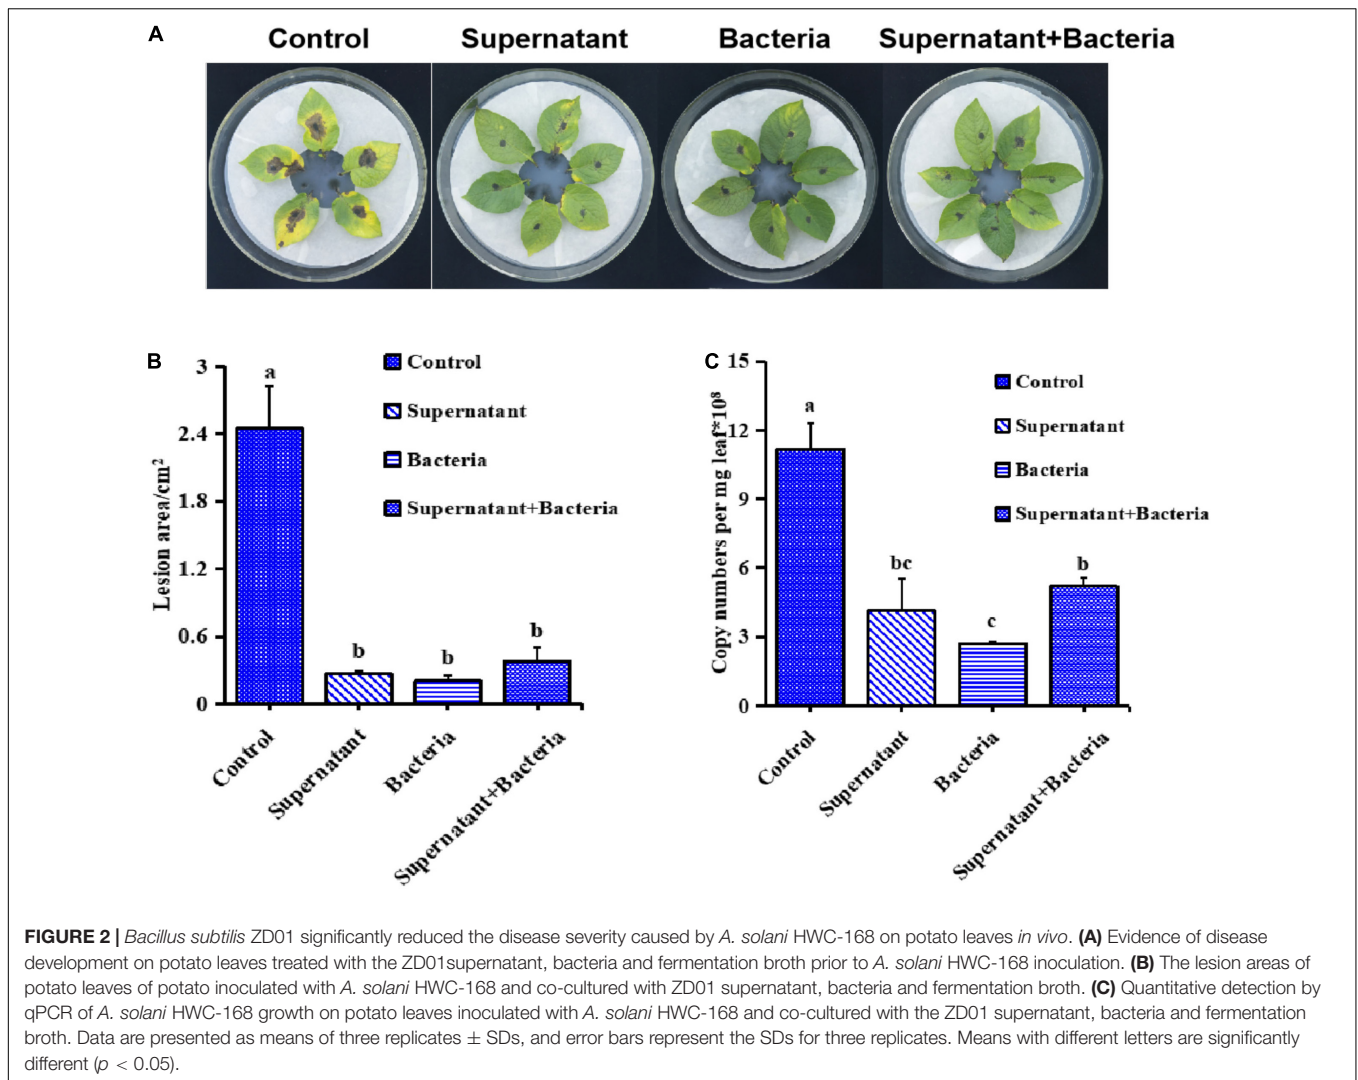 A
Control Supernatant Bacteria Supernatant+Bacteria
B
3
2.4
1.8
1.2
0.6
0
Lesion area/cm²
a
b
b
b
Control
Supernatant
Bacteria
Supernatant+Bacteria
Control
Supernatant
Bacteria
Supernatant+Bacteria
C
15
12
9
6
3
0
Copy numbers per mg leaf*10⁸
a
bc
c
b
Control
Supernatant
Bacteria
Supernatant+Bacteria
Control
Supernatant
Bacteria
Supernatant+Bacteria
FIGURE 2 | Bacillus subtilis ZD01 significantly reduced the disease severity caused by A. solani HWC-168 on potato leaves in vivo. (A) Evidence of disease
development on potato leaves treated with the ZD01supernatant, bacteria and fermentation broth prior to A. solani HWC-168 inoculation. (B) The lesion areas of
potato leaves of potato inoculated with A. solani HWC-168 and co-cultured with ZD01 supernatant, bacteria and fermentation broth. (C) Quantitative detection by
qPCR of A. solani HWC-168 growth on potato leaves inoculated with A. solani HWC-168 and co-cultured with the ZD01 supernatant, bacteria and fermentation
broth. Data are presented as means of three replicates ± SDs, and error bars represent the SDs for three replicates. Means with different letters are significantly
different (p < 0.05).